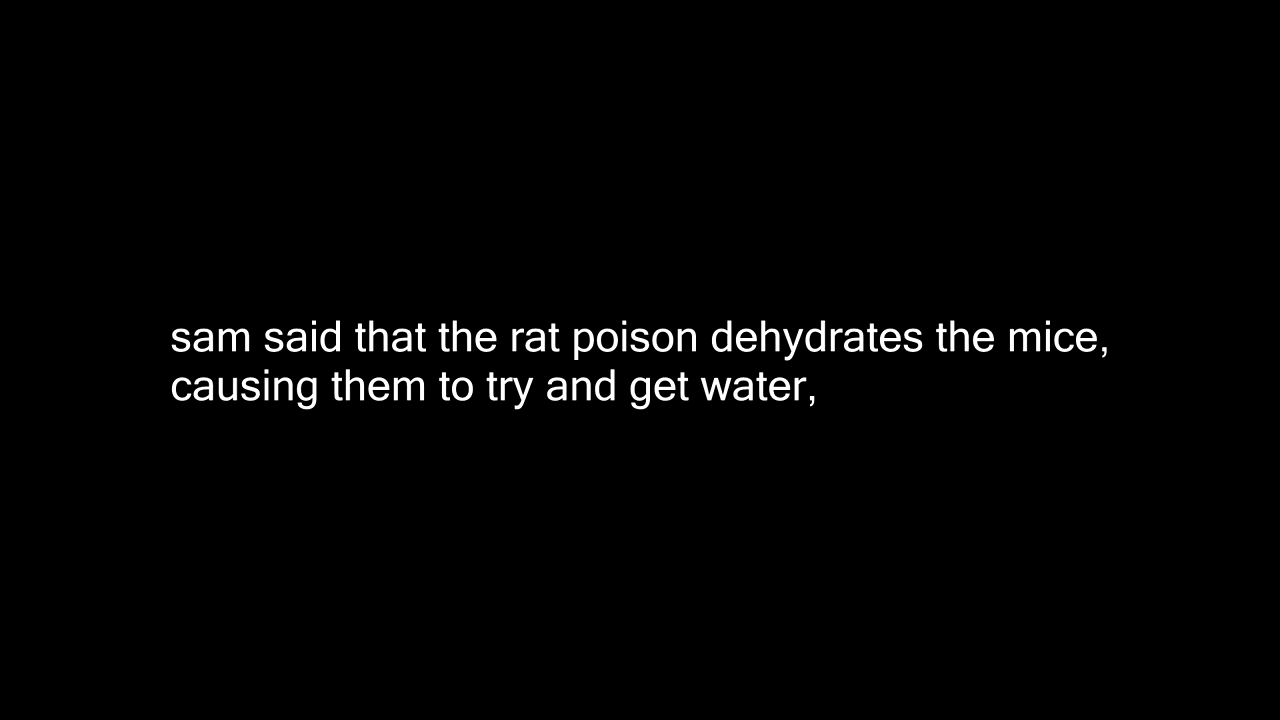 sam said that the rat poison dehydrates the mice,
causing them to try and get water,